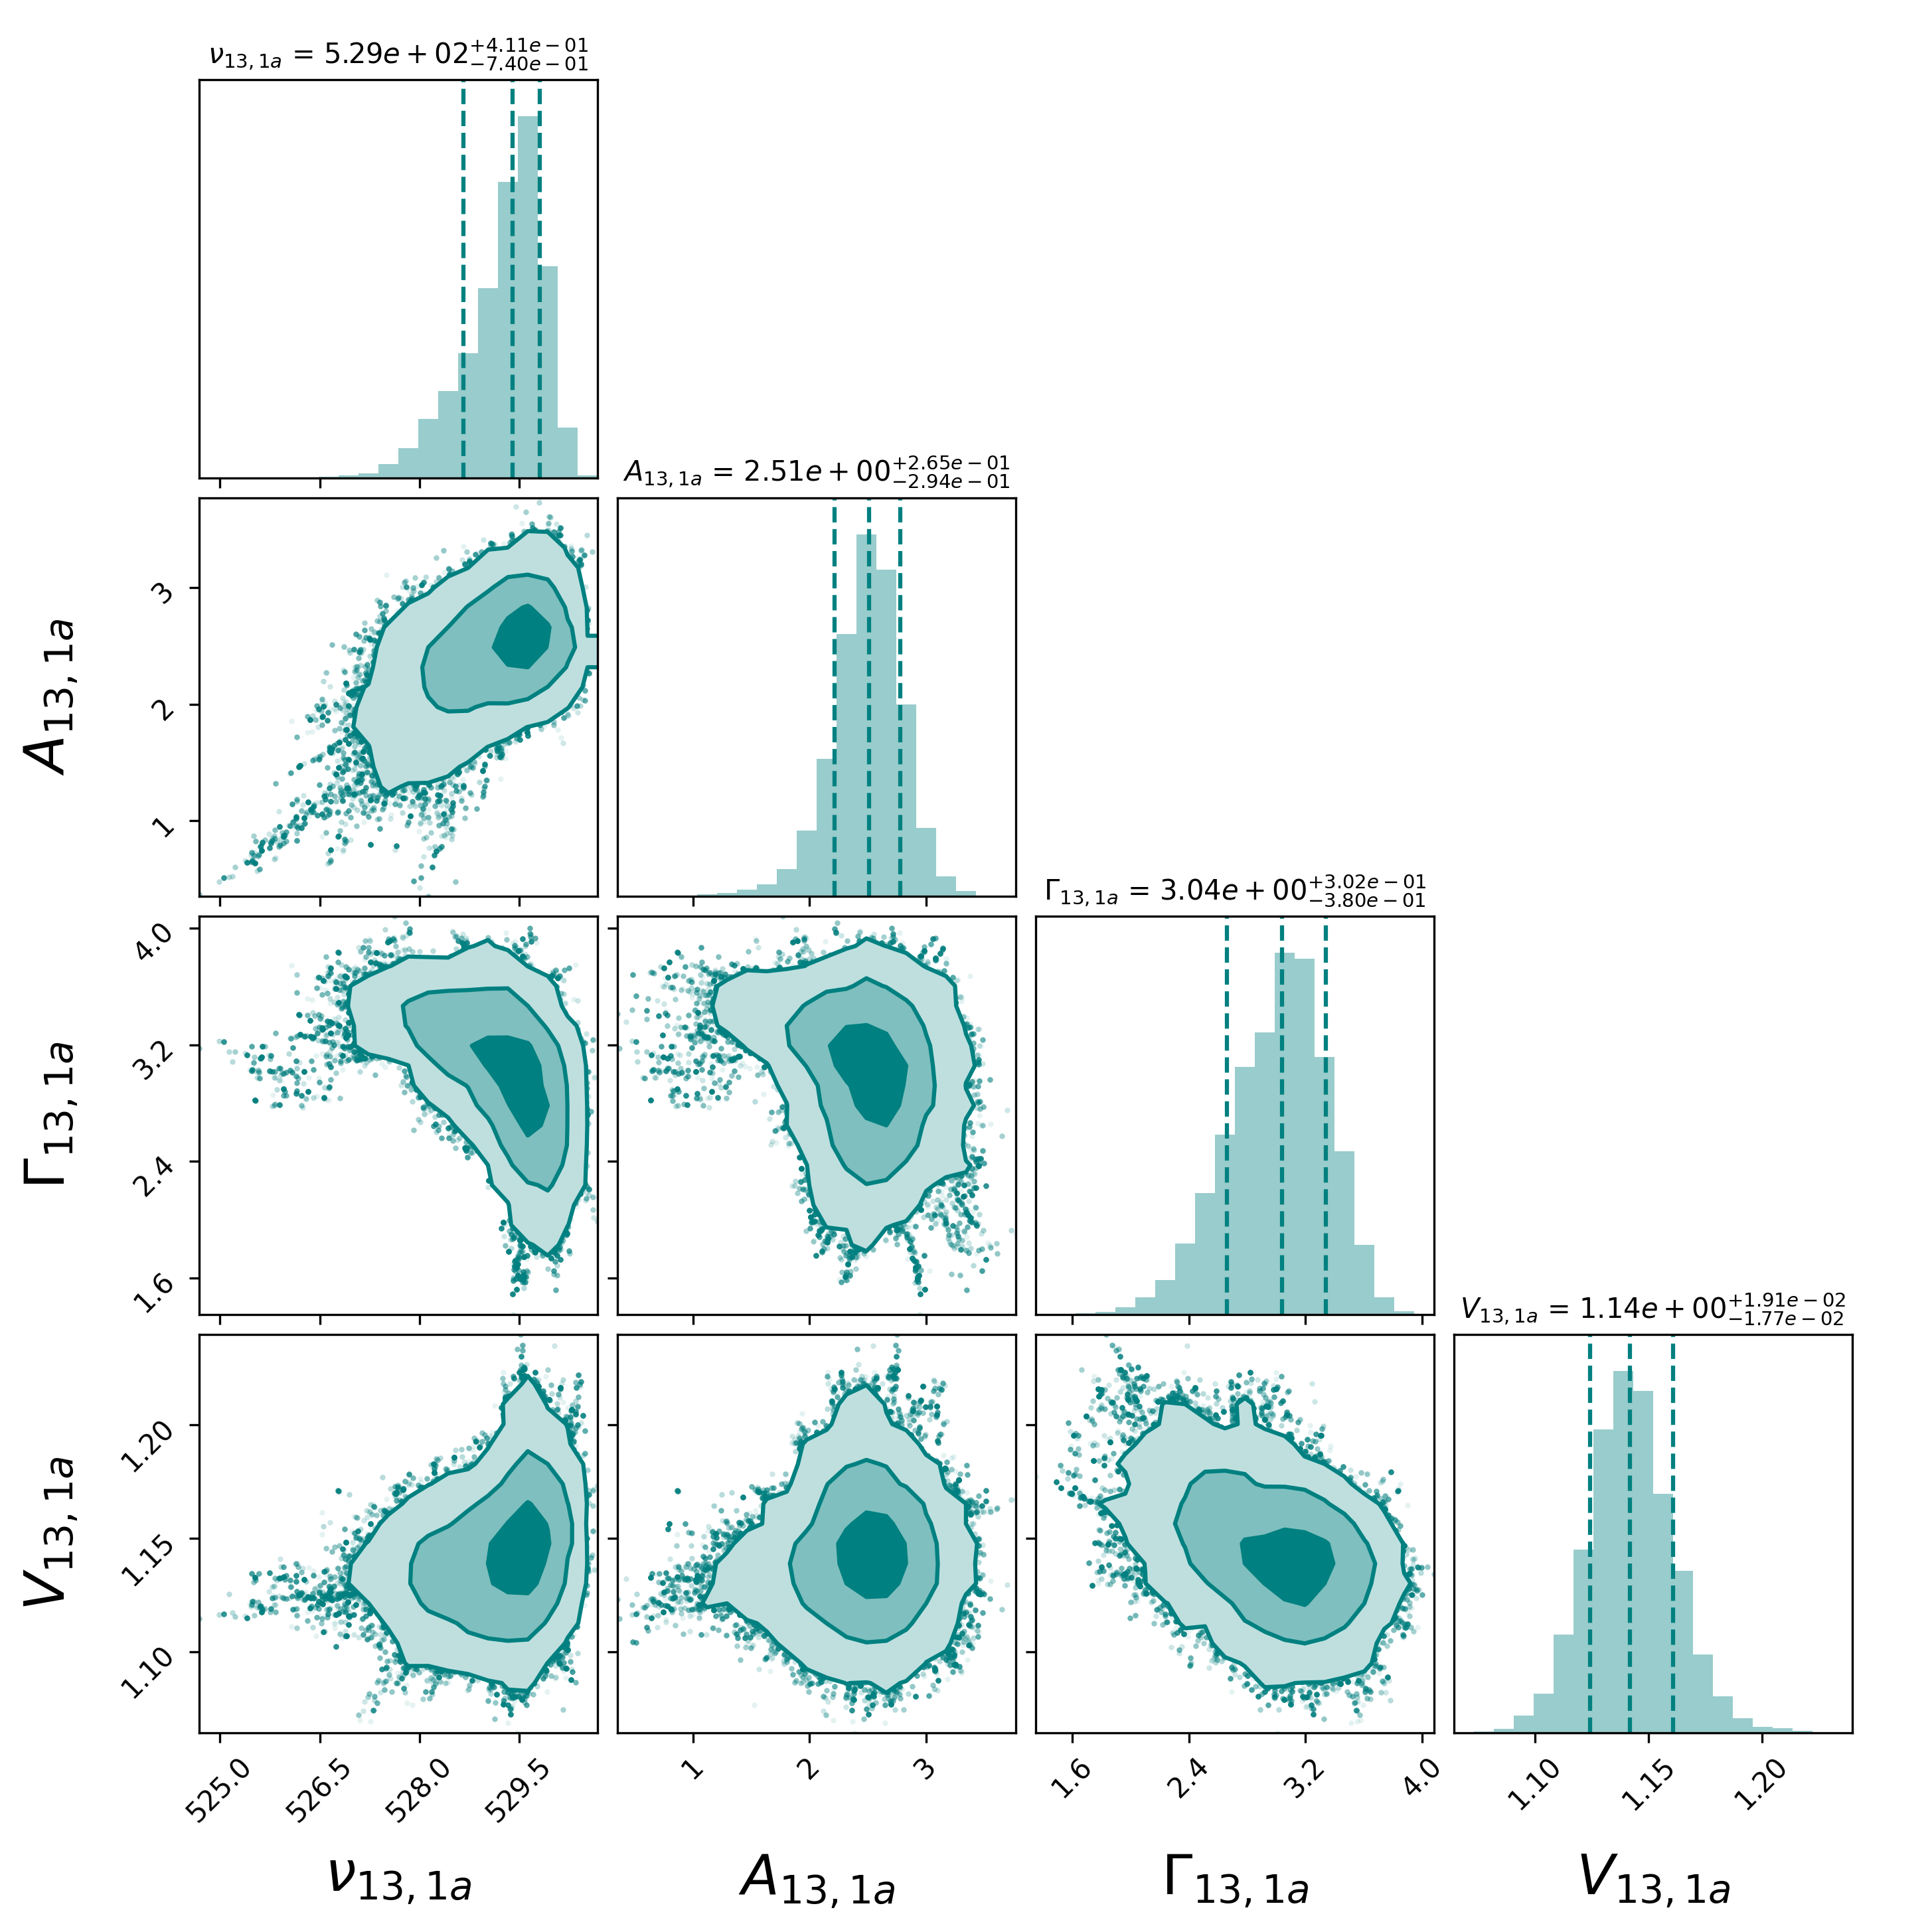 ν13, 1a = 5.29e + 02 +4.11e − 01 −7.40e − 01
A13, 1a = 2.51e + 00 +2.65e − 01 −2.94e − 01
3
2
1
A13, 1a
Γ13, 1a = 3.04e + 00 +3.02e − 01 −3.80e − 01
4.0
3.2
2.4
1.6
Γ13, 1a
V13, 1a = 1.14e + 00 +1.91e − 02 −1.77e − 02
1.20
1.15
1.10
V13, 1a
525.0 526.5 528.0 529.5 1 2 3 1.6 2.4 3.2 4.0 1.10 1.15 1.20
ν13, 1a A13, 1a Γ13, 1a V13, 1a